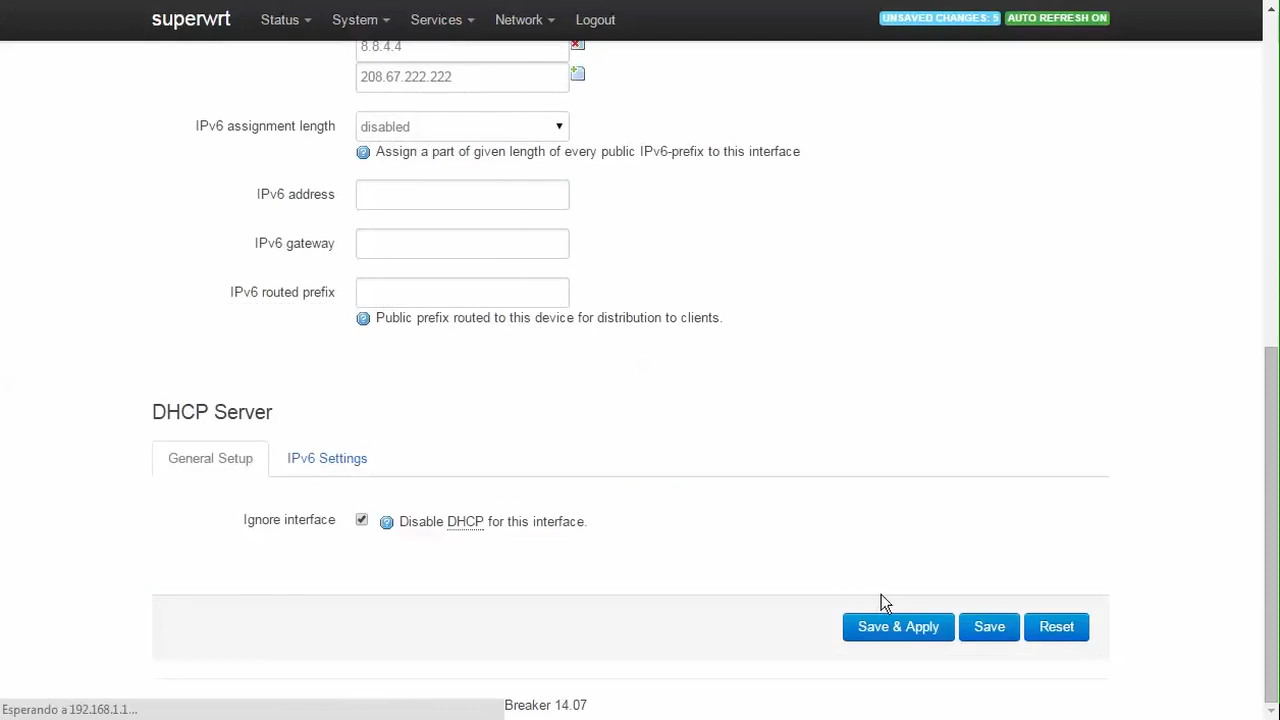 superwrt Status System Services Network Logout UNSAVED CHANGES: 5 AUTO REFRESH ON
8.8.4.4
208.67.222.222
IPv6 assignment length disabled
Assign a part of given length of every public IPv6-prefix to this interface
IPv6 address
IPv6 gateway
IPv6 routed prefix
Public prefix routed to this device for distribution to clients.
DHCP Server
General Setup IPv6 Settings
Ignore interface Disable DHCP for this interface.
Save & Apply Save Reset
Esperando a 192.168.1.1... Breaker 14.07